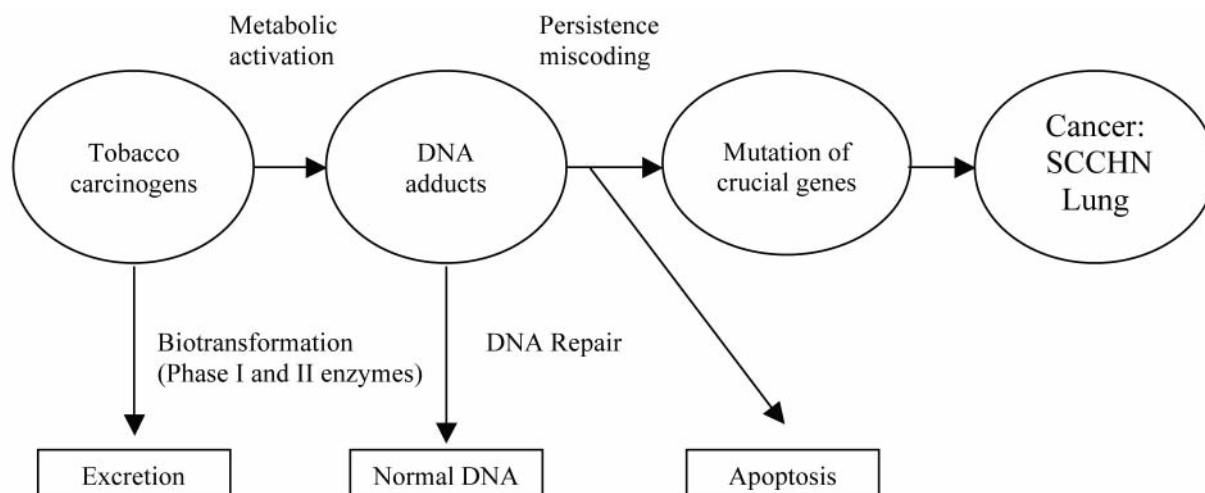 Metabolic
activation
Persistence
miscoding
Tobacco
carcinogens
DNA
adducts
Mutation of
crucial genes
Cancer:
SCCHN
Lung
Biotransformation
(Phase I and II enzymes)
DNA Repair
Excretion
Normal DNA
Apoptosis